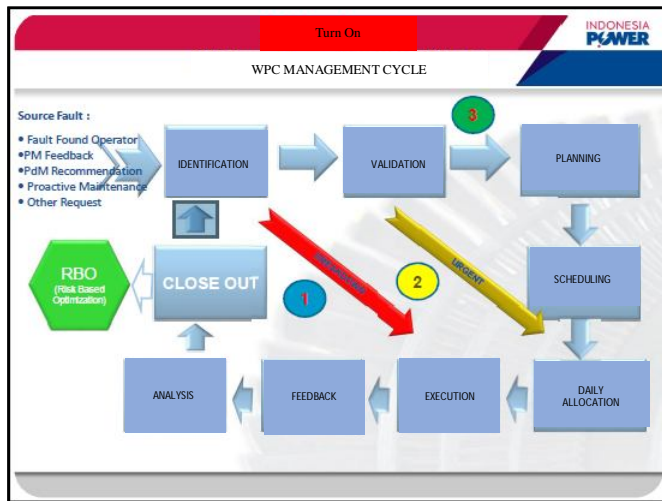 Turn On
INDONESIA
POWER
WPC MANAGEMENT CYCLE
Source Fault :
• Fault Found Operator
•PM Feedback
•PdM Recommendation
• Proactive Maintenance
• Other Request
IDENTIFICATION
VALIDATION
3
PLANNING
RBO
(Risk Based
Optimization)
CLOSE OUT
1
2
URGENT
SCHEDULING
ANALYSIS
FEEDBACK
EXECUTION
DAILY
ALLOCATION